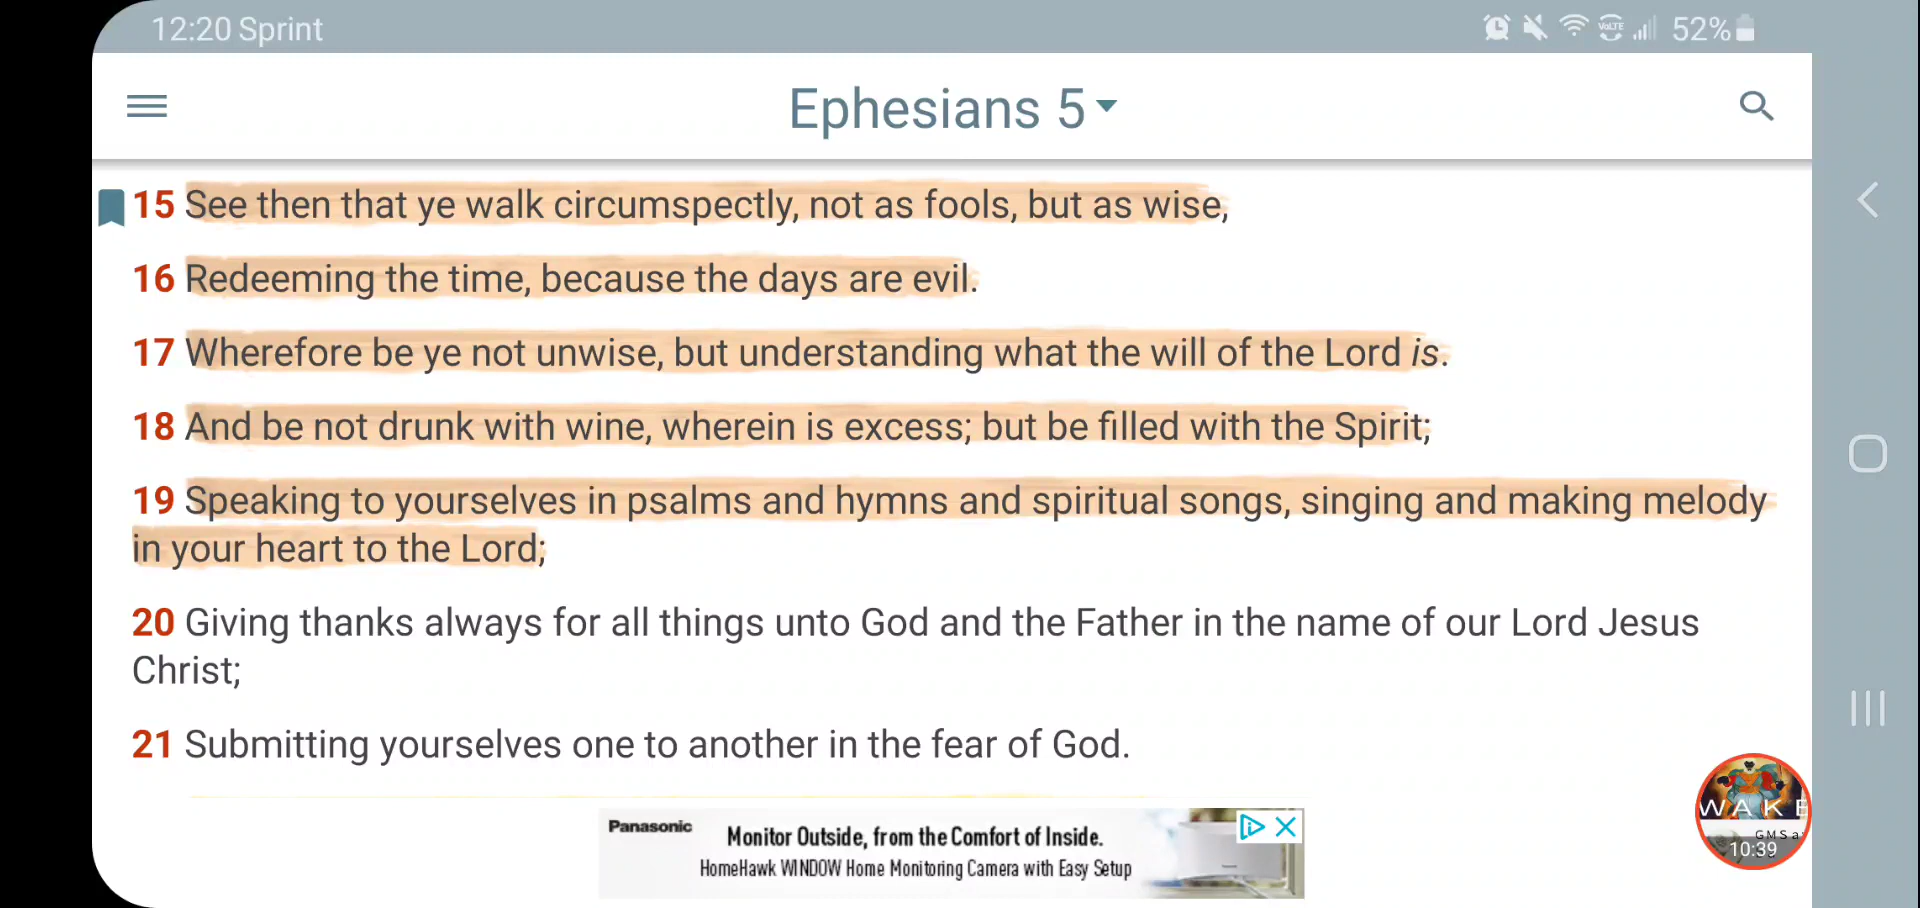 12:20 Sprint
VoLTE
52%
Ephesians 5
15 See then that ye walk circumspectly, not as fools, but as wise,
16 Redeeming the time, because the days are evil.
17 Wherefore be ye not unwise, but understanding what the will of the Lord is.
18 And be not drunk with wine, wherein is excess; but be filled with the Spirit;
19 Speaking to yourselves in psalms and hymns and spiritual songs, singing and making melody
in your heart to the Lord;
20 Giving thanks always for all things unto God and the Father in the name of our Lord Jesus
Christ;
21 Submitting yourselves one to another in the fear of God.
Panasonic
Monitor Outside, from the Comfort of Inside.
HomeHawk WINDOW Home Monitoring Camera with Easy Setup
WAKE
GMS a
10:39